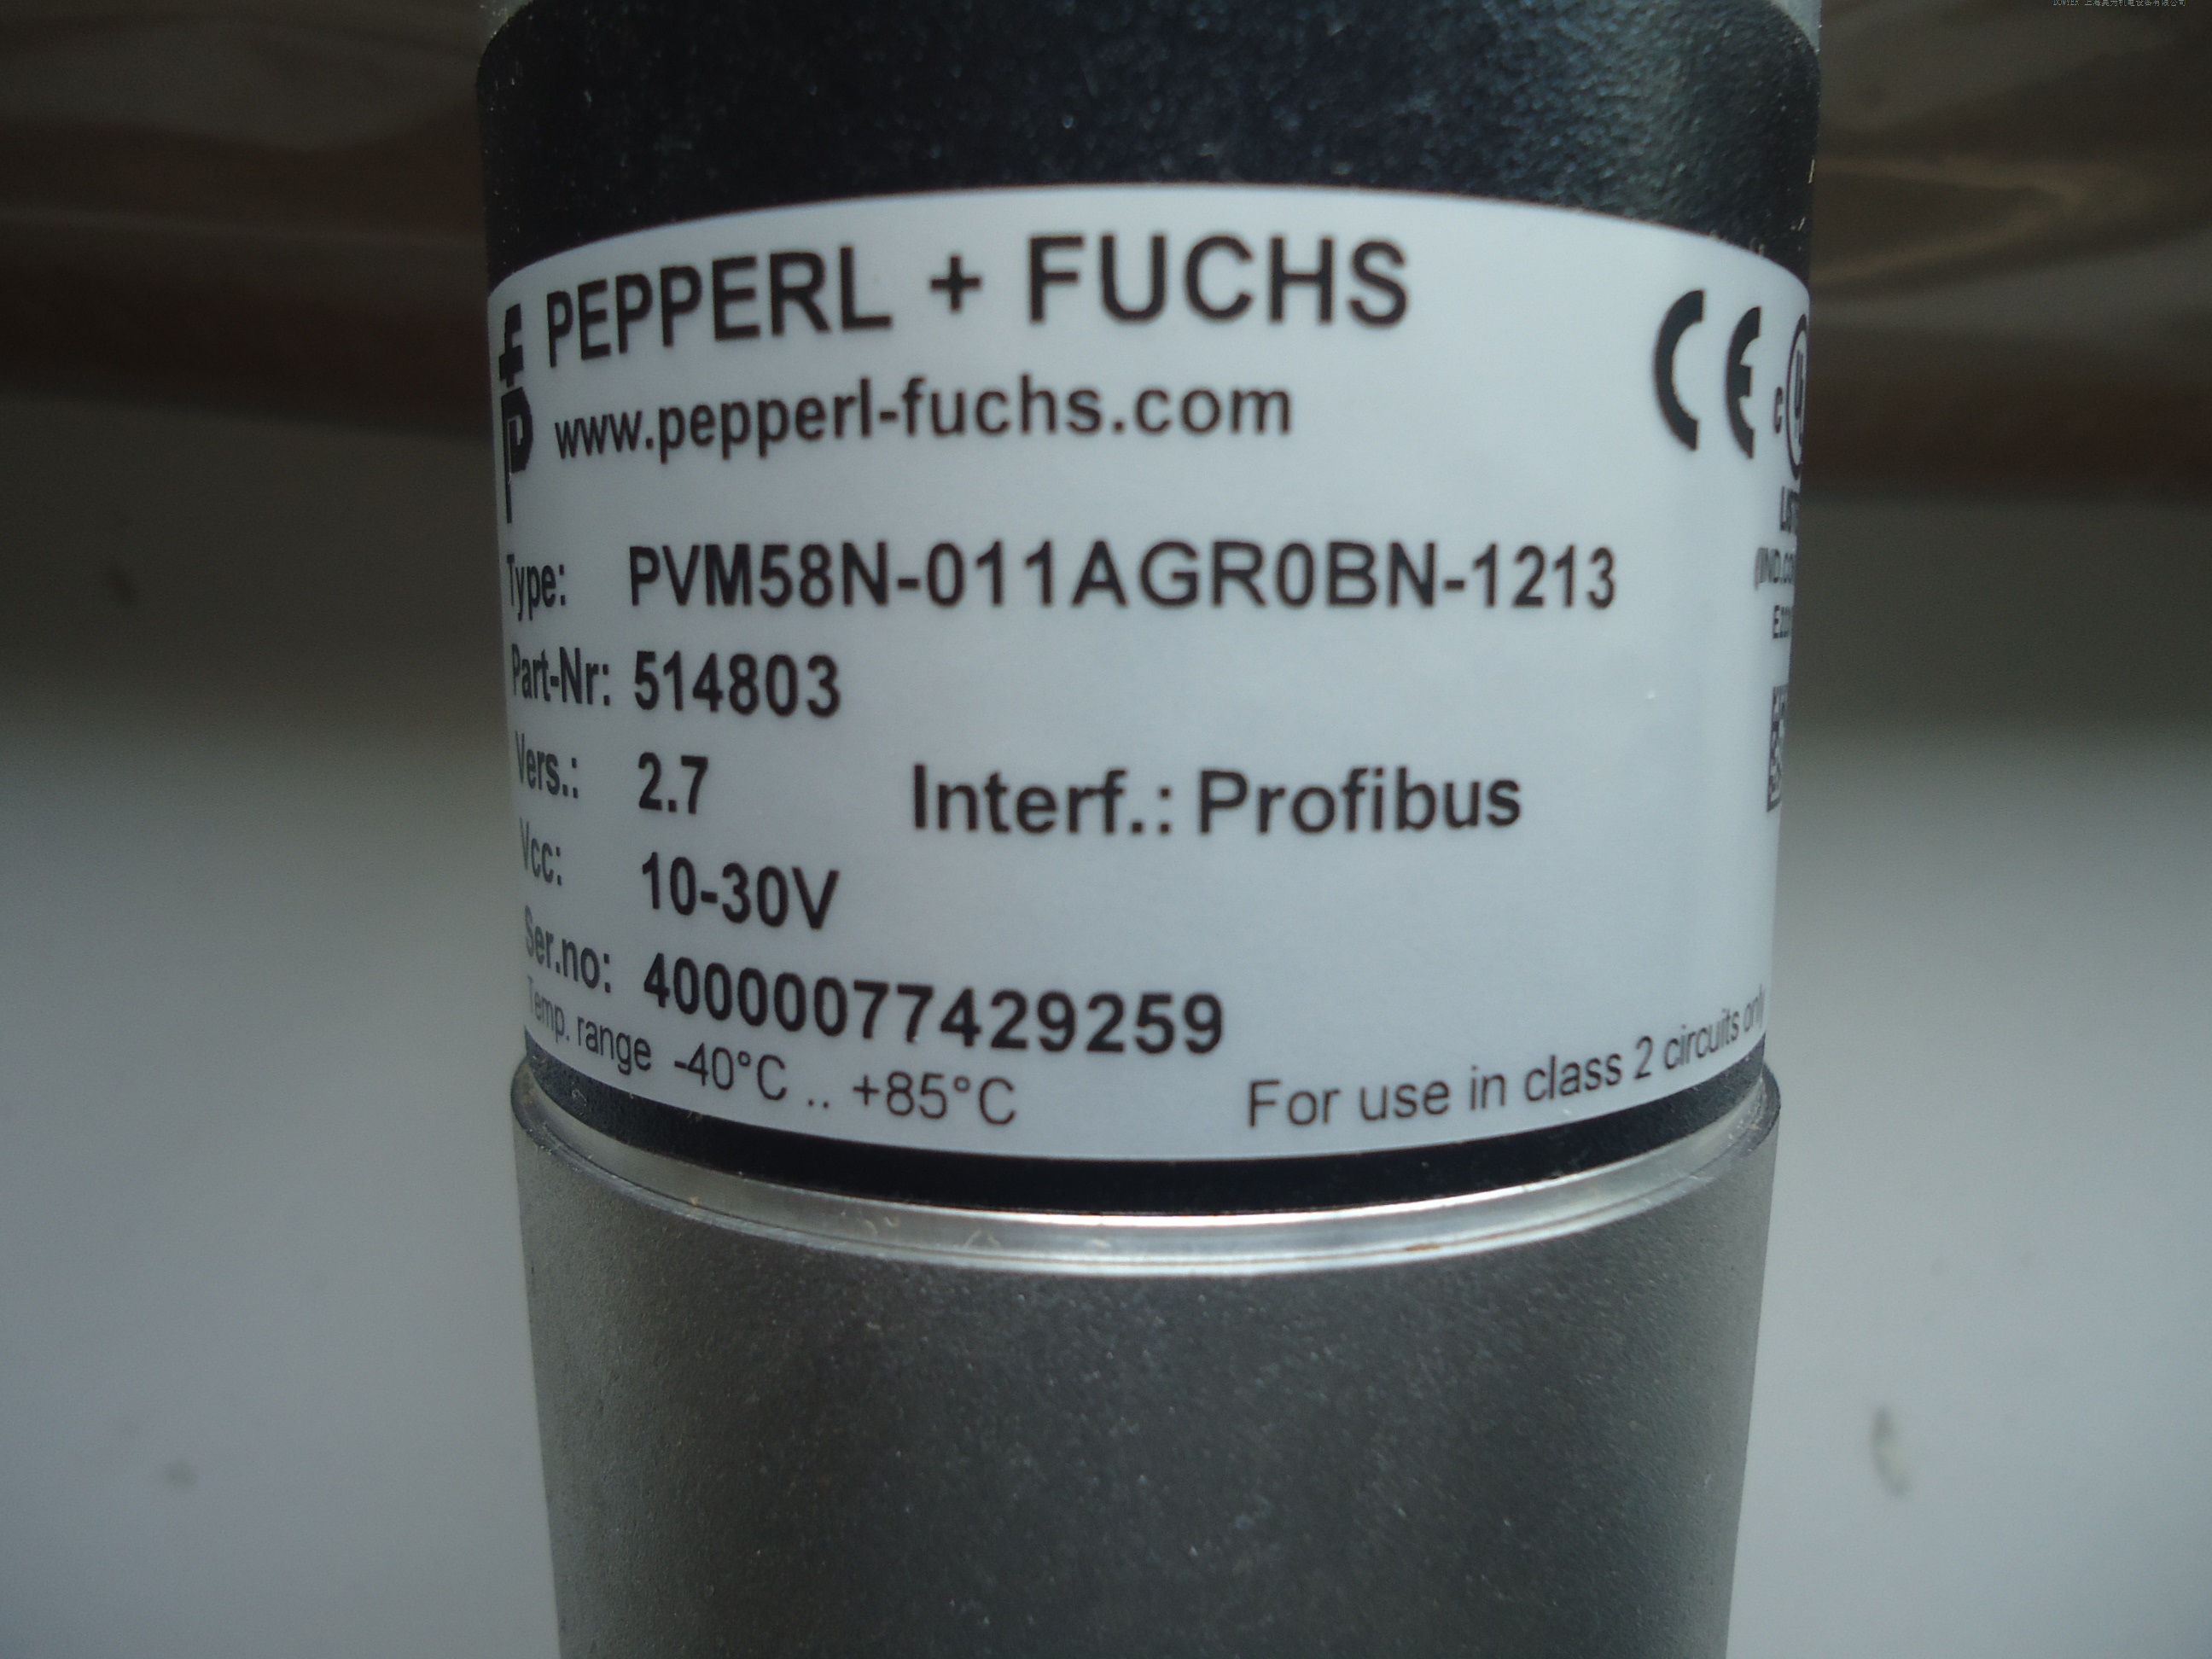 PEPPERL + FUCHS
www.pepperl-fuchs.com
CE
Type: PVM58N-011AGR0BN-1213
Part-Nr: 514803
Vers.: 2.7 Interf.: Profibus
Vcc: 10-30V
Ser.no: 40000077429259
Temp. range -40°C .. +85°C For use in class 2 circuits only